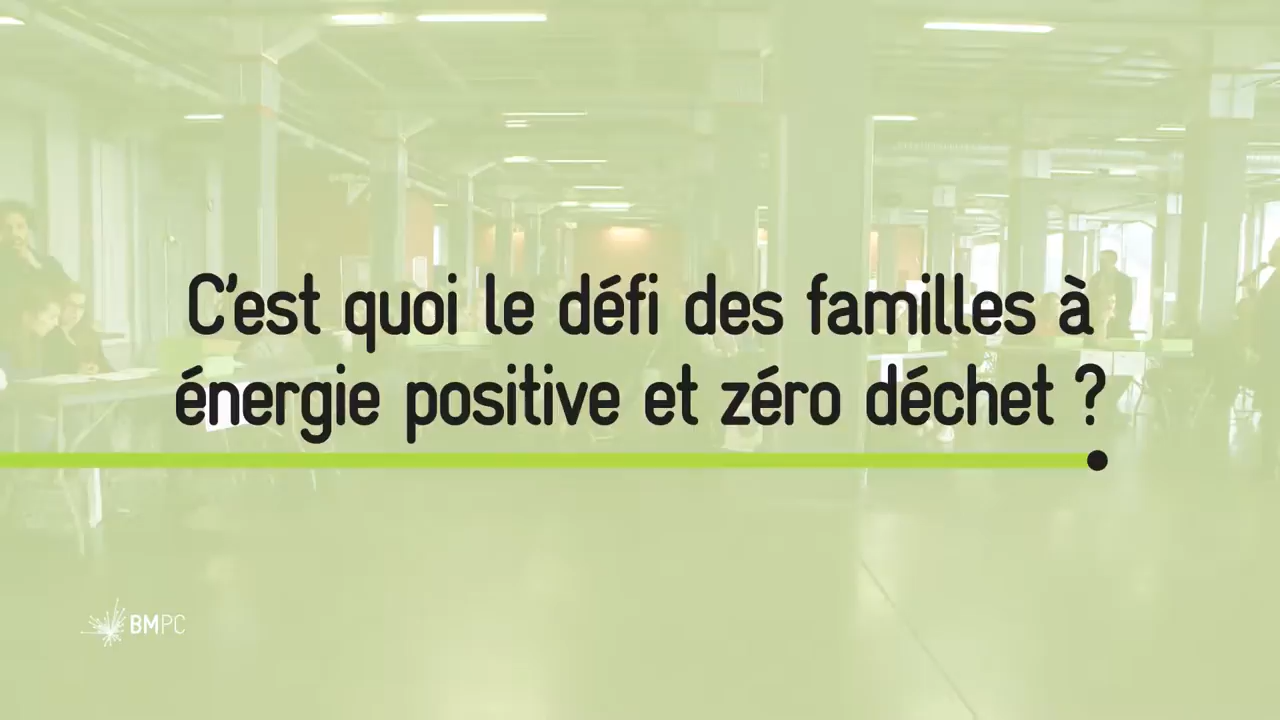 C'est quoi le défi des familles à
énergie positive et zéro déchet ?
BMPC